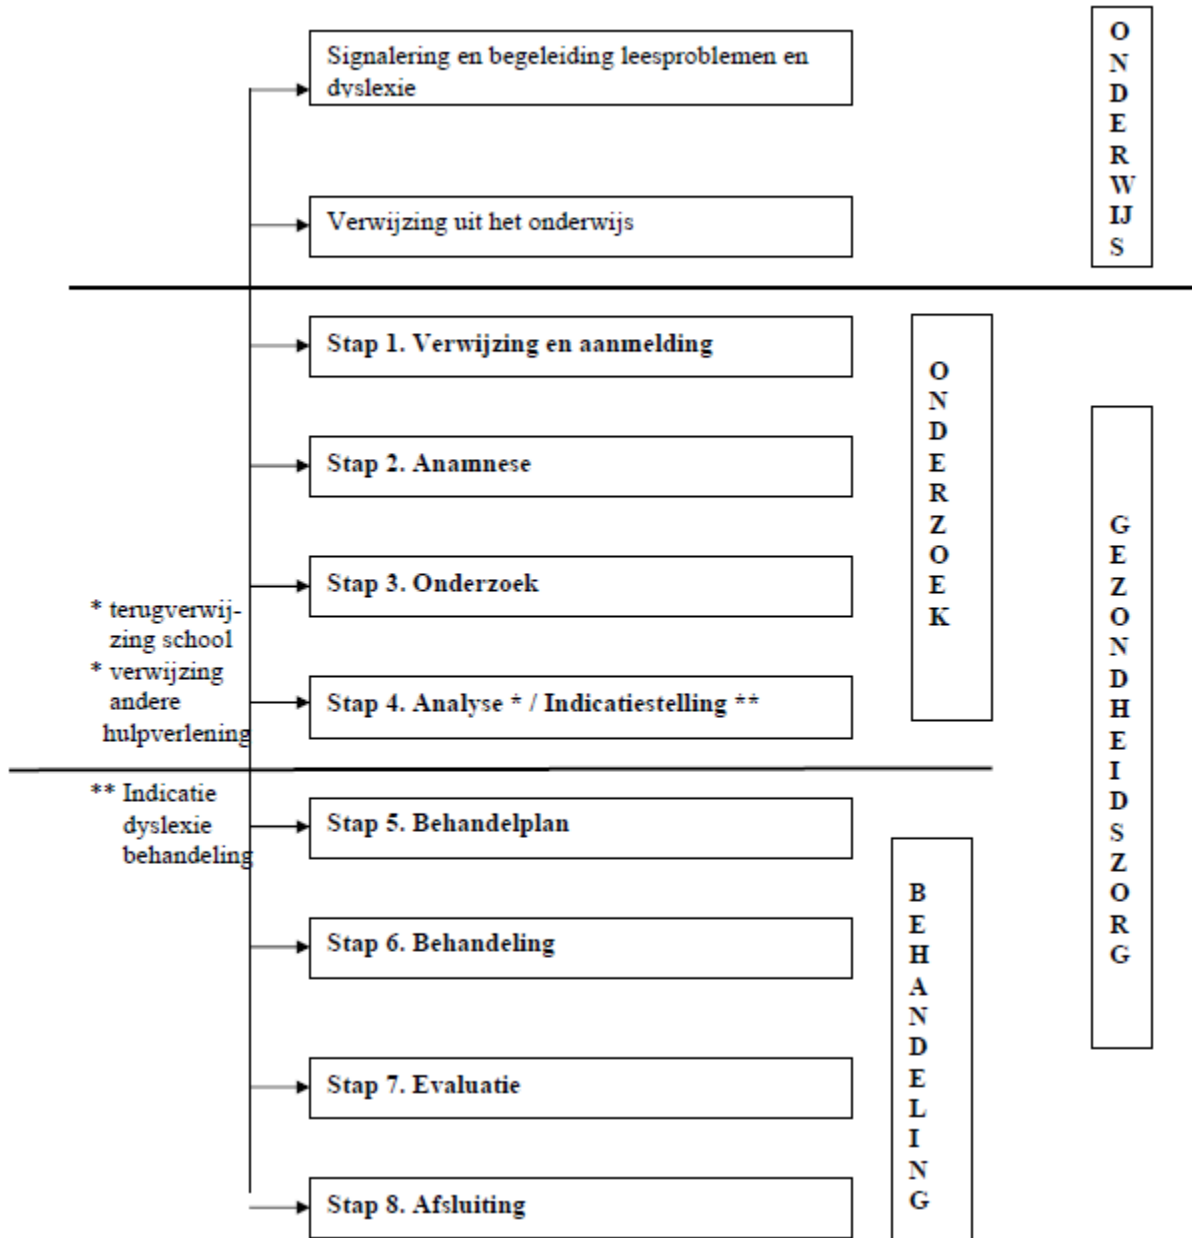 Signalering en begeleiding leesproblemen en
dyslexie
Verwijzing uit het onderwijs
ONDERWIJS
Stap 1. Verwijzing en aanmelding
Stap 2. Anamnese
Stap 3. Onderzoek
* terugverwij-
zing school
* verwijzing
andere
hulpverlening
Stap 4. Analyse * / Indicatiestelling **
ONDERZOEK
** Indicatie
dyslexie
behandeling
Stap 5. Behandelplan
Stap 6. Behandeling
Stap 7. Evaluatie
Stap 8. Afsluiting
BEHANDELING
GEZONDHEIDSZORG